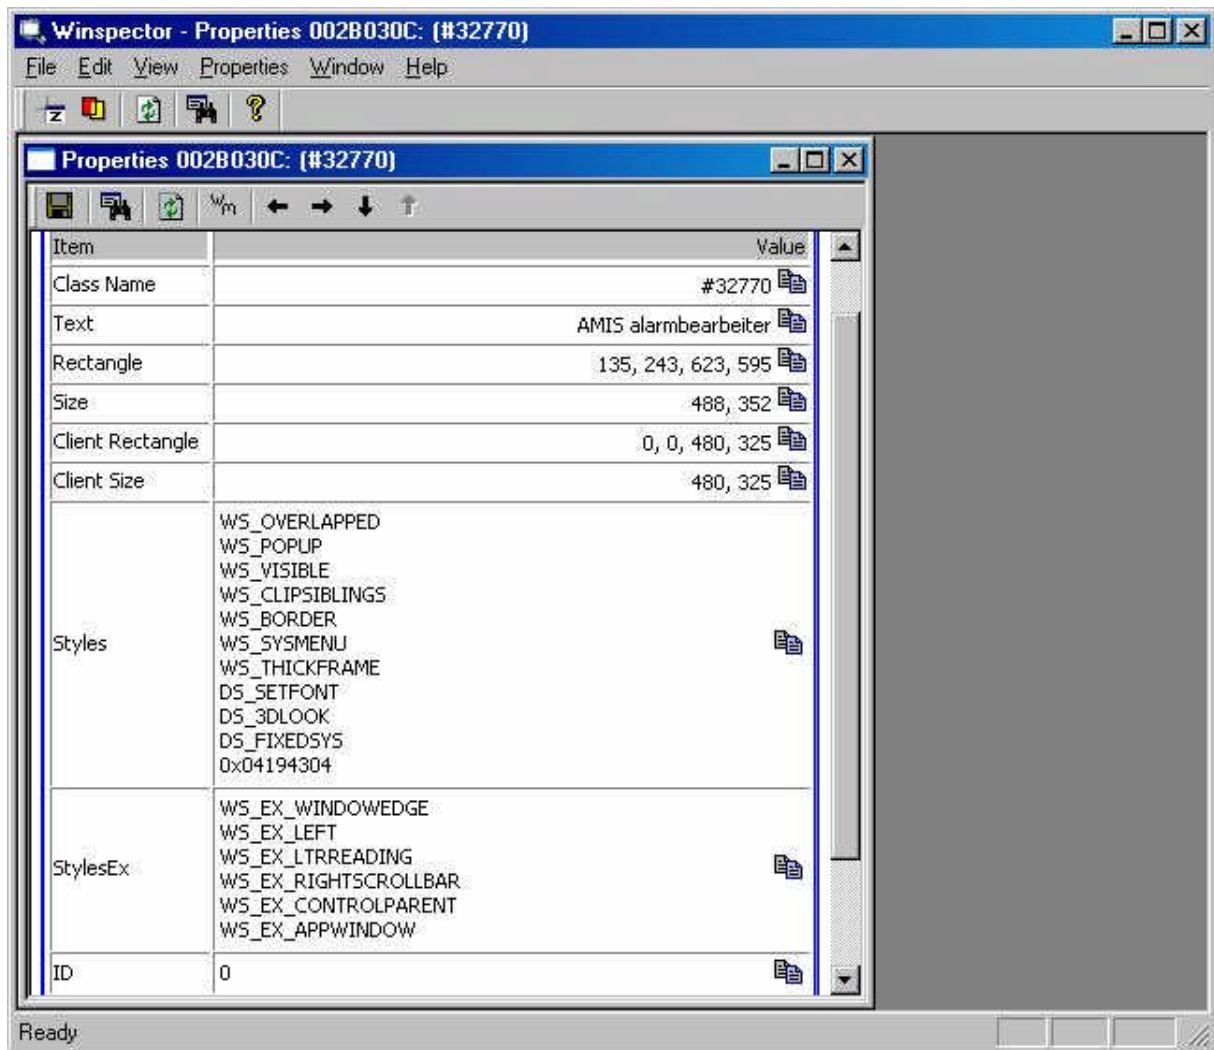 Winspector - Properties 002B030C: (#32770)
File Edit View Properties Window Help
Properties 002B030C: (#32770)
Wm
Item Value
Class Name #32770
Text AMIS alarmbearbeiter
Rectangle 135, 243, 623, 595
Size 488, 352
Client Rectangle 0, 0, 480, 325
Client Size 480, 325
Styles
WS_OVERLAPPED
WS_POPUP
WS_VISIBLE
WS_CLIPSIBLINGS
WS_BORDER
WS_SYSMENU
WS_THICKFRAME
DS_SETFONT
DS_3DLOOK
DS_FIXEDSYS
0x04194304
StylesEx
WS_EX_WINDOWEDGE
WS_EX_LEFT
WS_EX_LTRREADING
WS_EX_RIGHTSCROLLBAR
WS_EX_CONTROLPARENT
WS_EX_APPWINDOW
ID 0
Ready